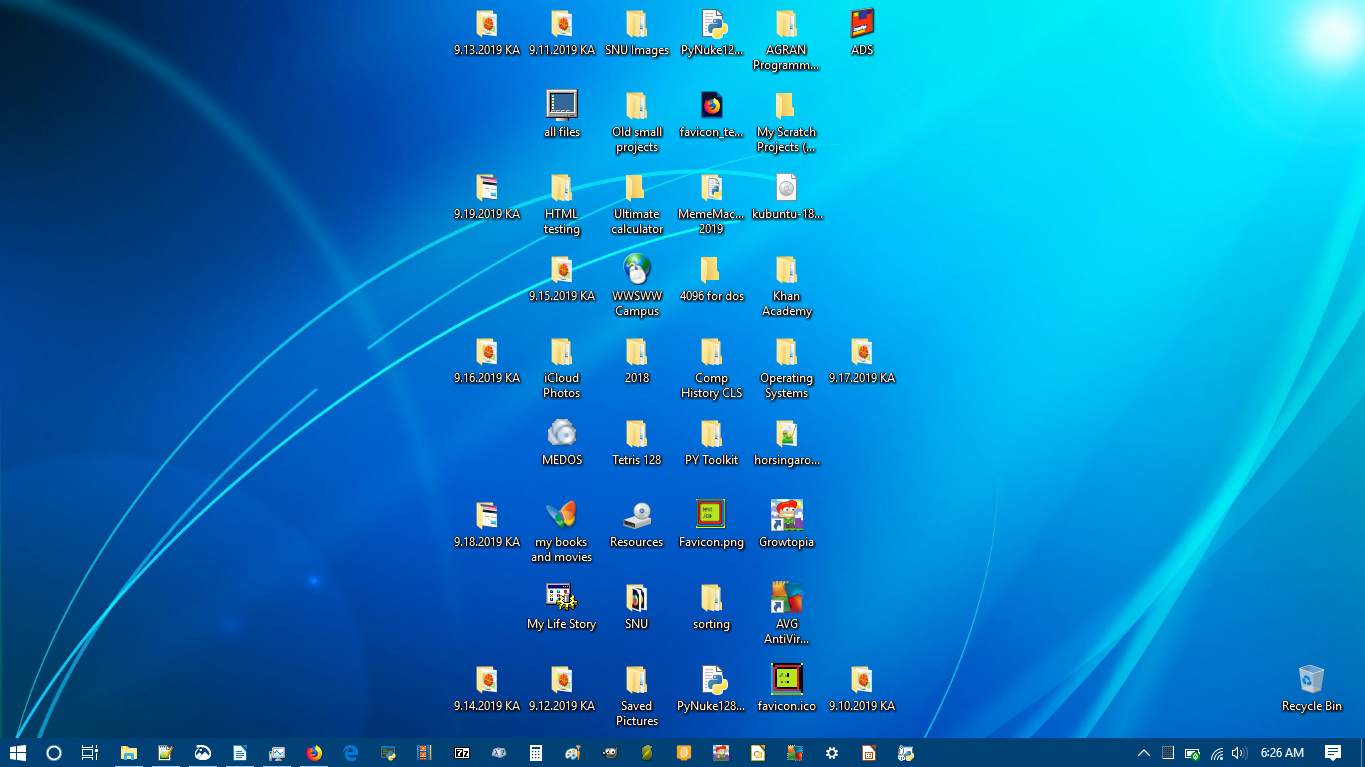 9.13.2019 KA
9.11.2019 KA
SNU Images
PyNuke12...
AGRAN
Programm...
ADS
all files
Old small
projects
favicon_te...
My Scratch
Projects (...
9.19.2019 KA
HTML
testing
Ultimate
calculator
MemeMac...
2019
kubuntu-18...
9.15.2019 KA
WWSWW
Campus
4096 for dos
Khan
Academy
9.16.2019 KA
iCloud
Photos
2018
Comp
History CLS
Operating
Systems
9.17.2019 KA
MEDOS
Tetris 128
PY Toolkit
horsingaro...
9.18.2019 KA
my books
and movies
Resources
test
.ico
Favicon.png
Growtopia
My Life Story
SNU
sorting
AVG
AntiVir...
9.14.2019 KA
9.12.2019 KA
Saved
Pictures
PyNuke128...
favicon.ico
9.10.2019 KA
Recycle Bin
7z
6:26 AM